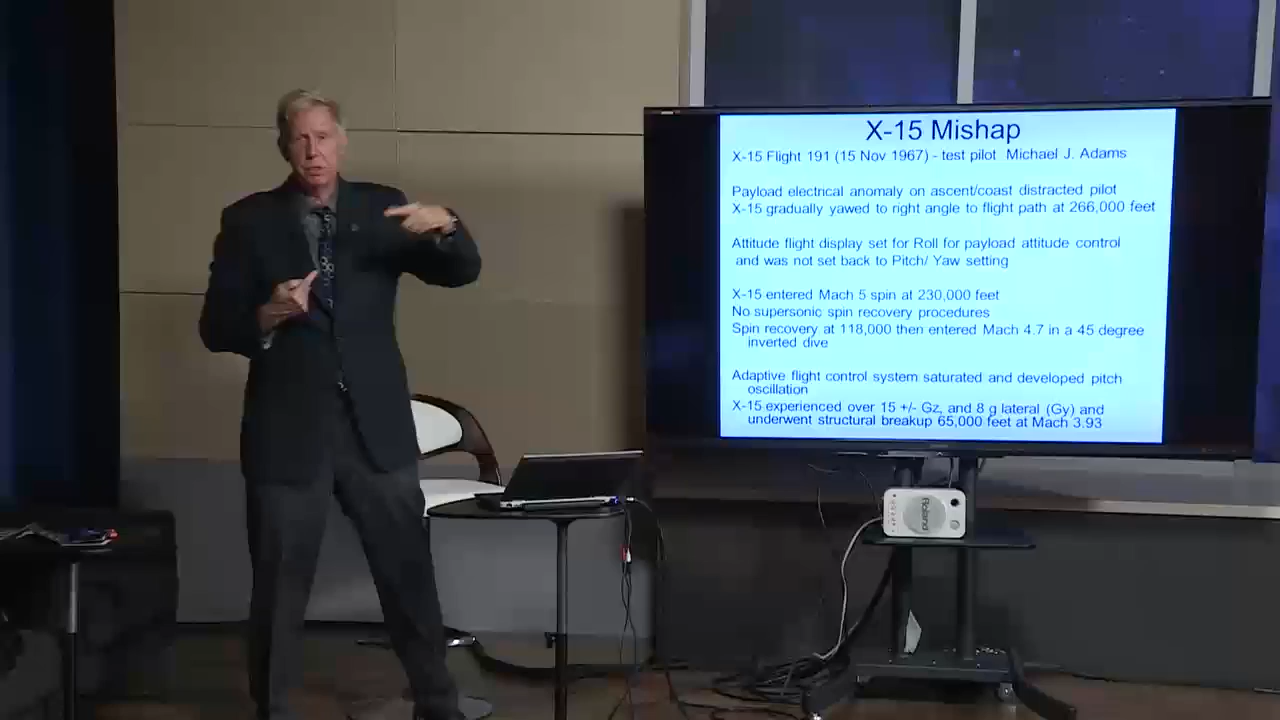 X-15 Mishap
X-15 Flight 191 (15 Nov 1967) - test pilot Michael J. Adams
Payload electrical anomaly on ascent/coast distracted pilot
X-15 gradually yawed to right angle to flight path at 266,000 feet
Attitude flight display set for Roll for payload attitude control
and was not set back to Pitch/ Yaw setting
X-15 entered Mach 5 spin at 230,000 feet
No supersonic spin recovery procedures
Spin recovery at 118,000 then entered Mach 4.7 in a 45 degree
inverted dive
Adaptive flight control system saturated and developed pitch
oscillation
X-15 experienced over 15 +/- Gz, and 8 g lateral (Gy) and
underwent structural breakup 65,000 feet at Mach 3.93
Roland